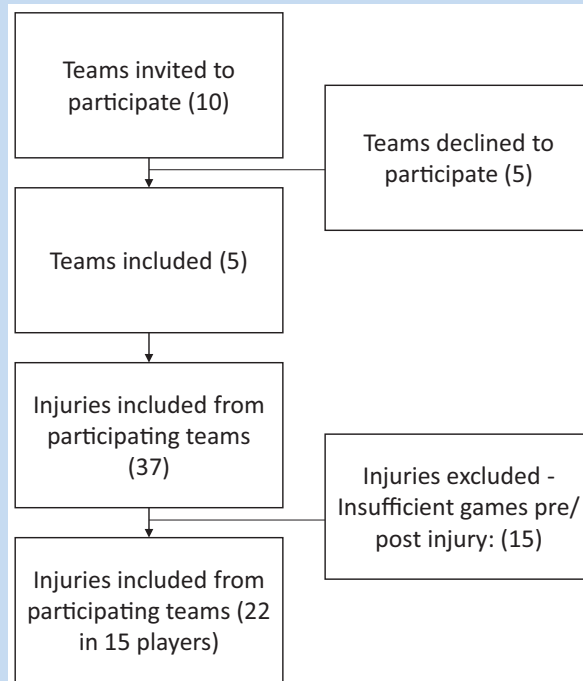 Teams invited to
participate (10)
Teams declined to
participate (5)
Teams included (5)
Injuries included from
participating teams
(37)
Injuries excluded -
Insufficient games pre/
post injury: (15)
Injuries included from
participating teams (22
in 15 players)